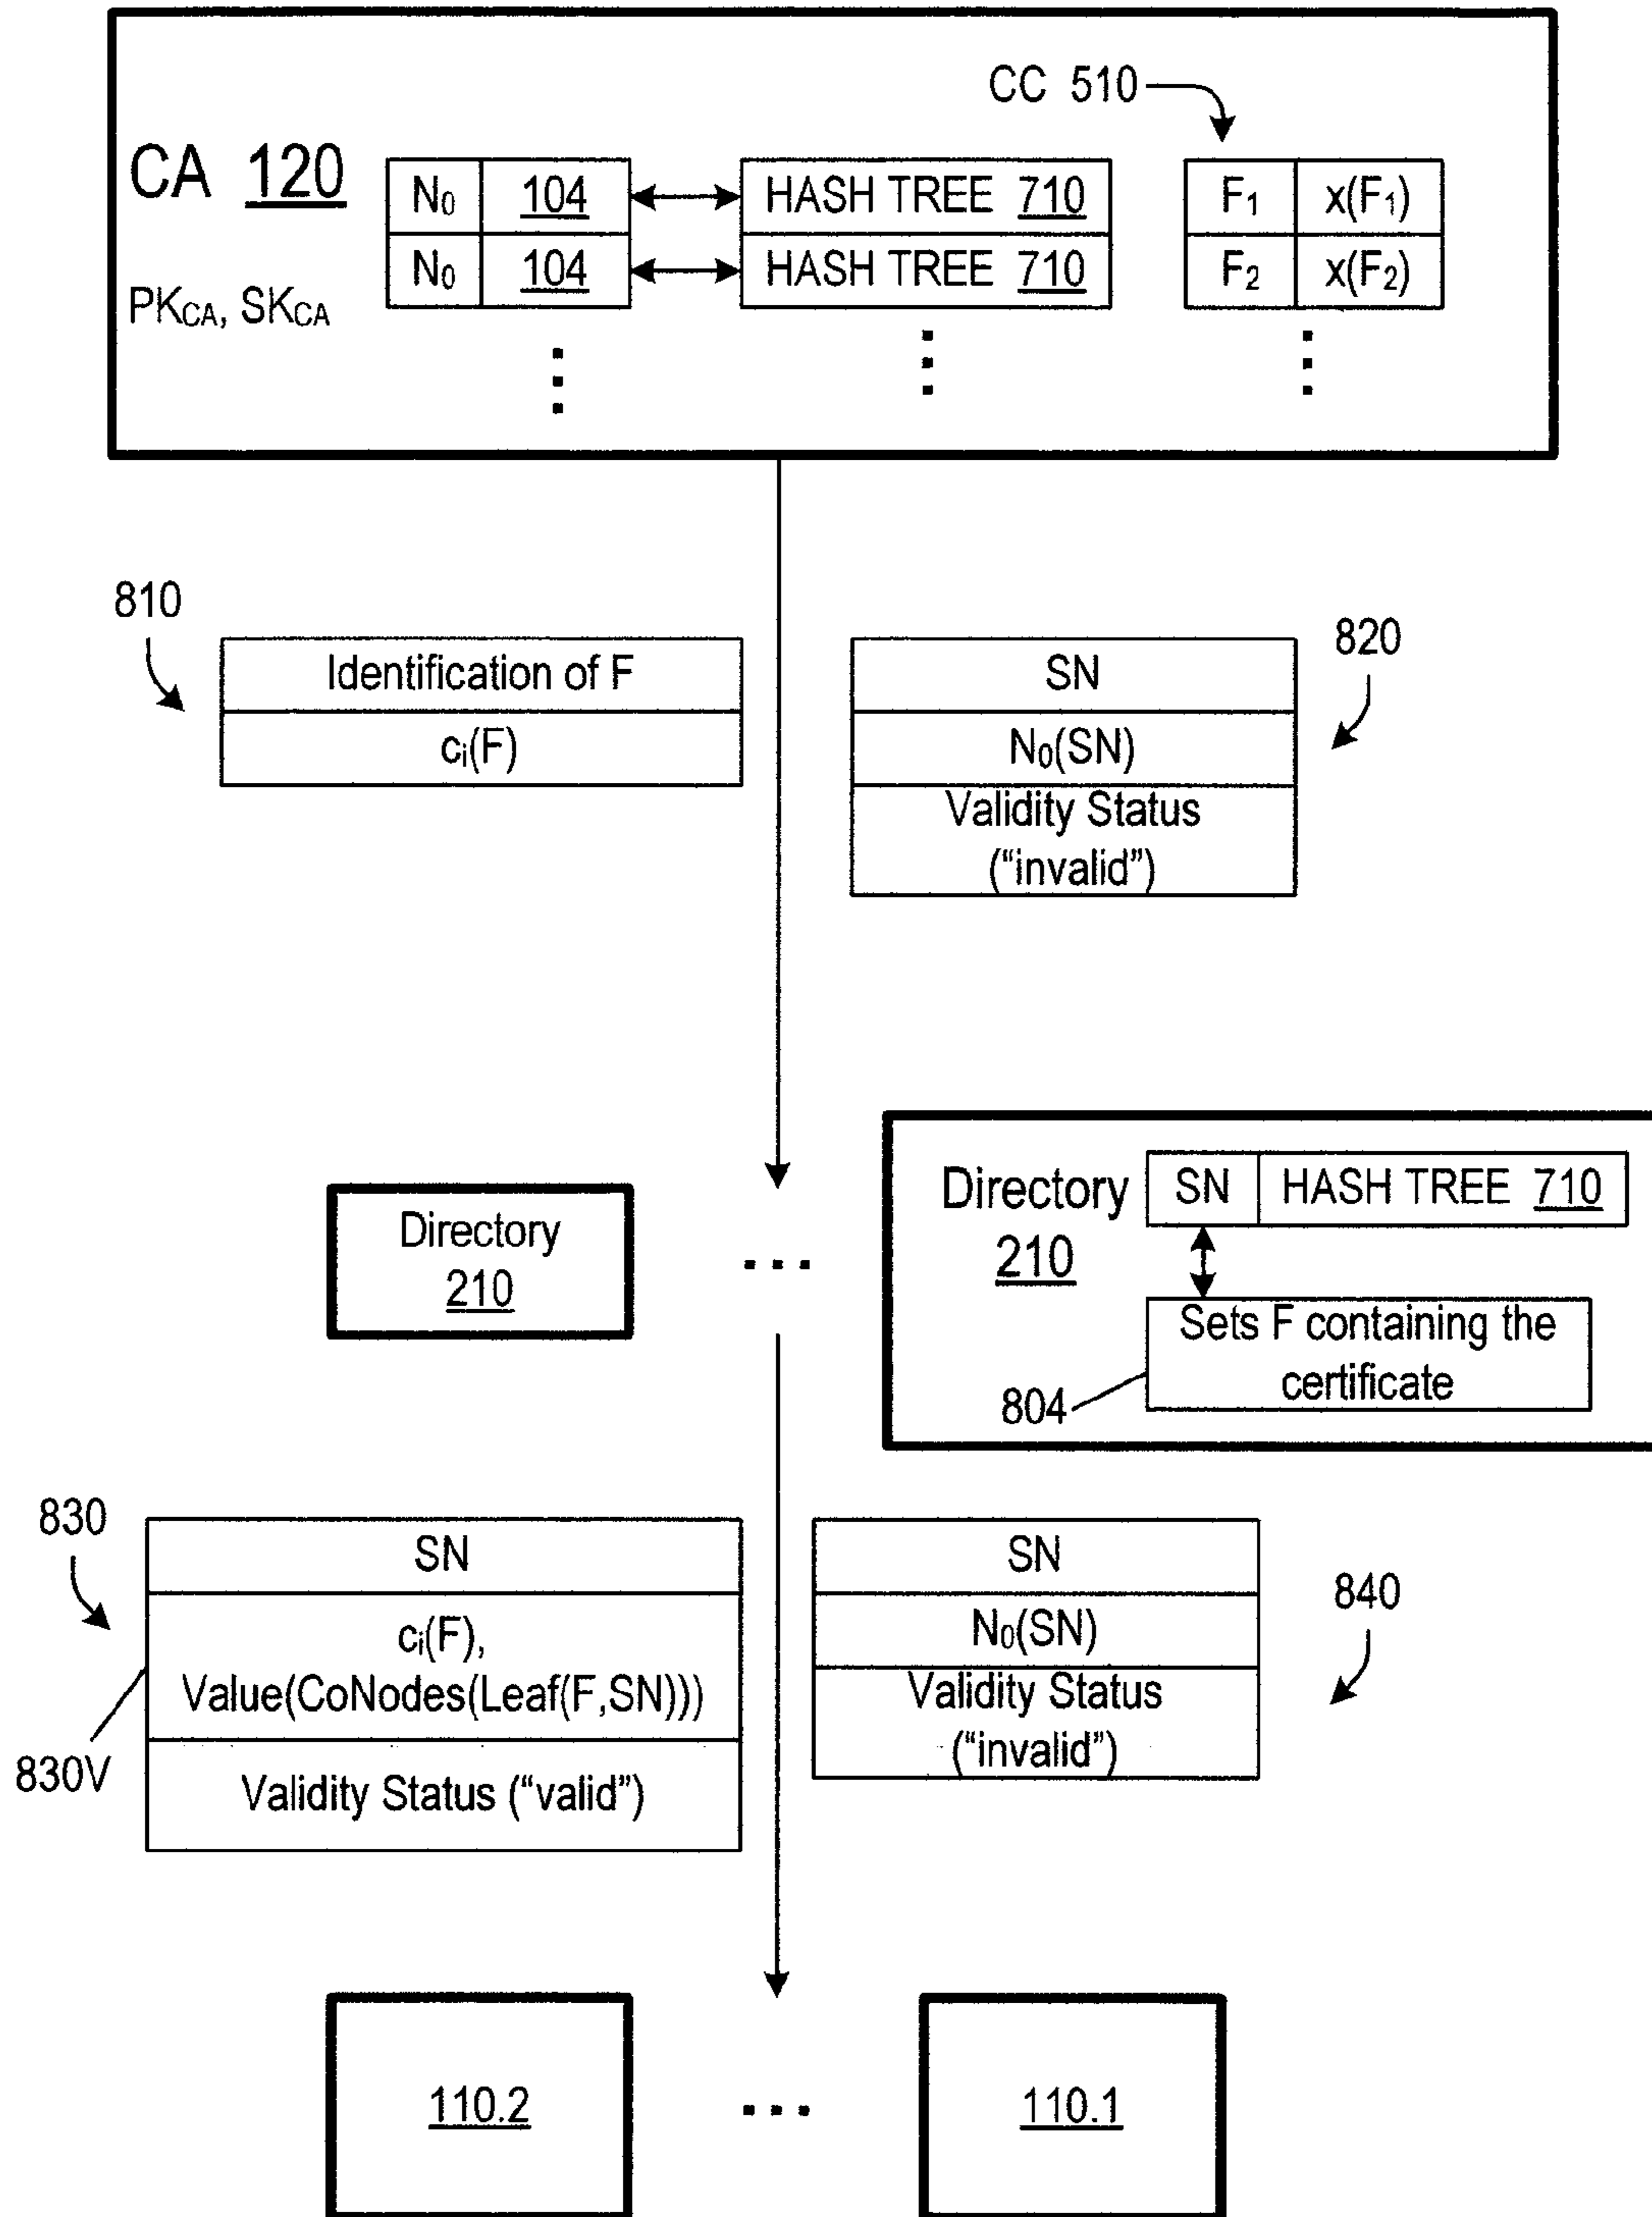 CC 510
CA 120
N₀ 104 HASH TREE 710 F₁ x(F₁)
N₀ 104 HASH TREE 710 F₂ x(F₂)
PK_CA, SK_CA
810
Identification of F
cᵢ(F)
820
SN
N₀(SN)
Validity Status
(“invalid”)
Directory
210
Directory
210
SN HASH TREE 710
Sets F containing the
certificate
804
830
SN
cᵢ(F),
Value(CoNodes(Leaf(F,SN)))
830V
Validity Status (“valid”)
SN
840
N₀(SN)
Validity Status
(“invalid”)
110.2
110.1